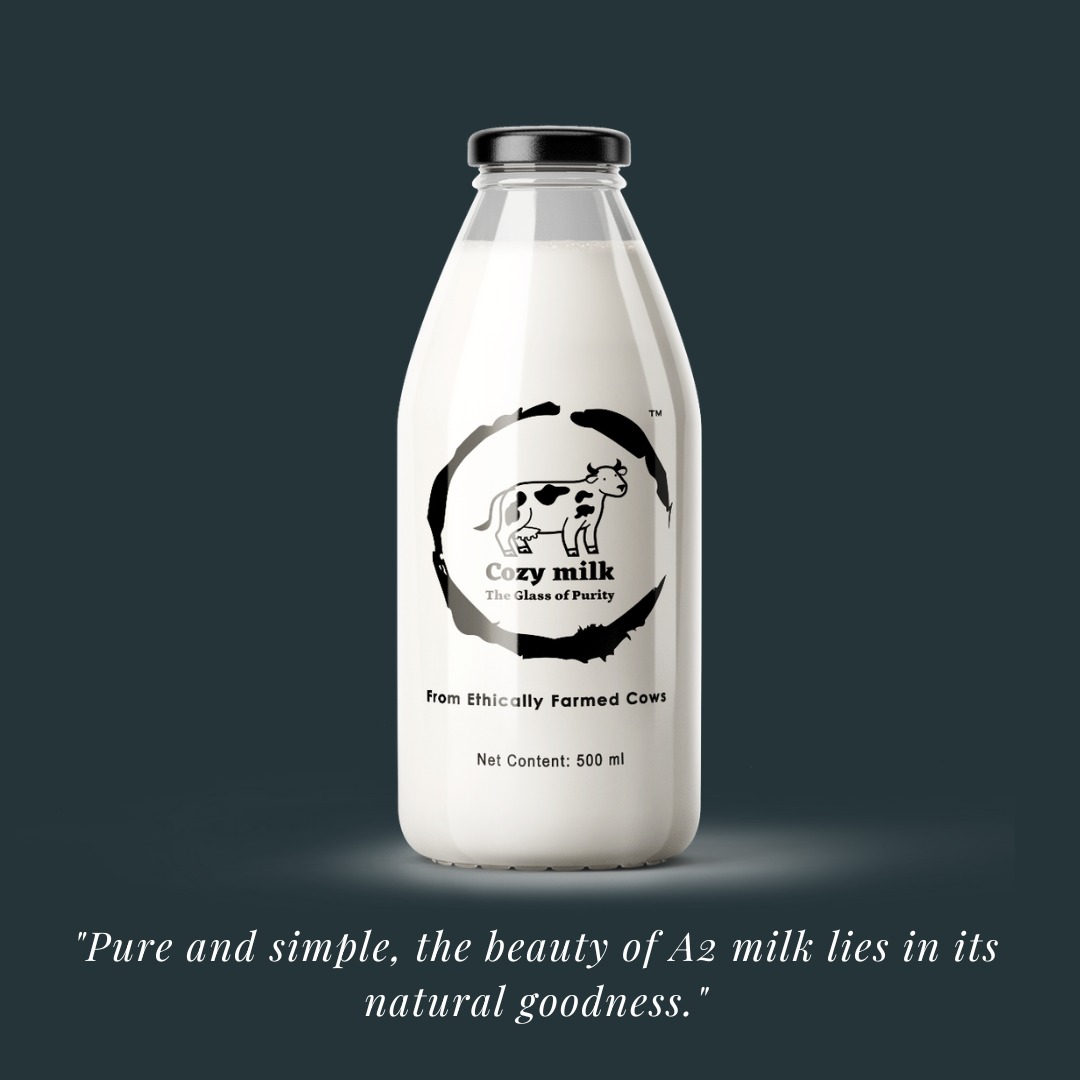 TM
Cozy milk
The Glass of Purity
From Ethically Farmed Cows
Net Content: 500 ml
"Pure and simple, the beauty of A2 milk lies in its
natural goodness."